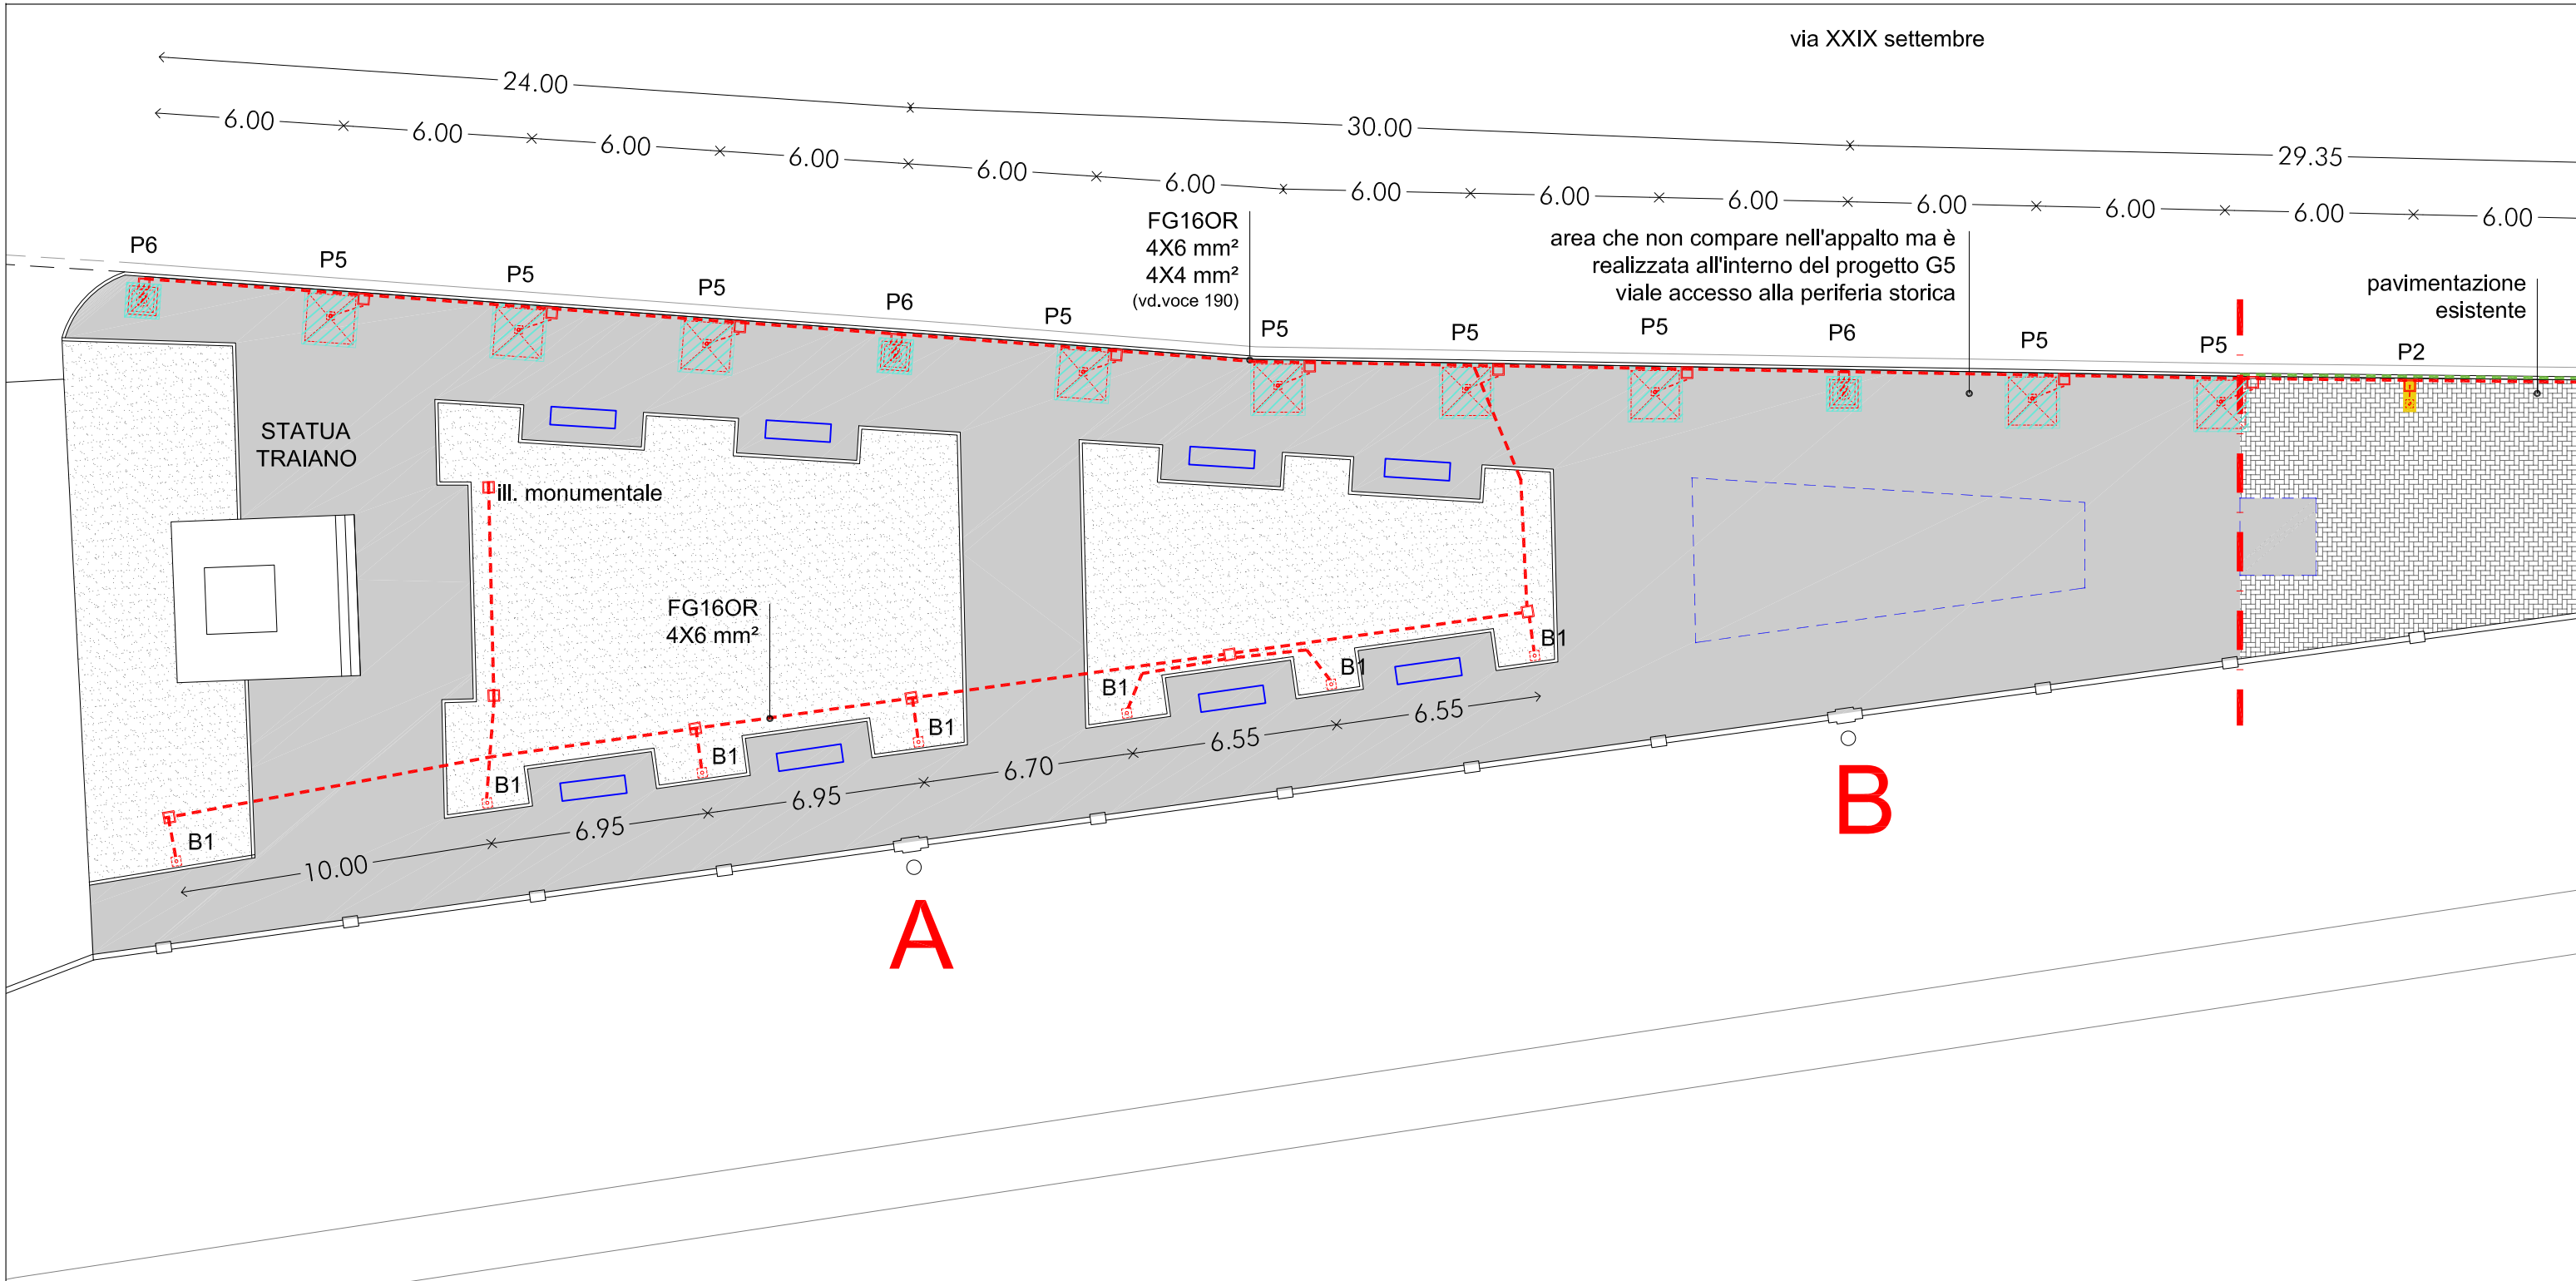 via XXIX settembre
24.00
30.00
29.35
6.00
6.00
6.00
6.00
6.00
6.00
6.00
6.00
6.00
6.00
6.00
6.00
6.00
FG16OR
4X6 mm²
4X4 mm²
(vd.voce 190)
area che non compare nell'appalto ma è
realizzata all'interno del progetto G5
viale accesso alla periferia storica
pavimentazione
esistente
P6
P5
P5
P5
P6
P5
P5
P5
P5
P6
P5
P5
P2
STATUA
TRAIANO
ill. monumentale
FG16OR
4X6 mm²
B1
B1
B1
B1
B1
B1
B1
10.00
6.95
6.95
6.70
6.55
6.55
A
B